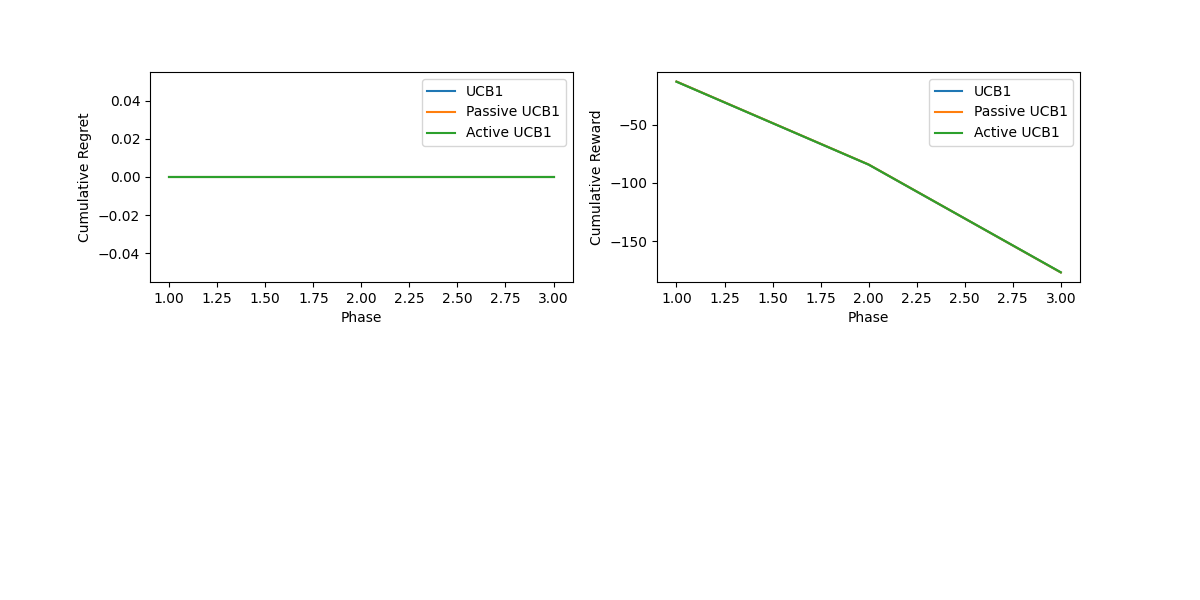 Cumulative Regret
0.04
0.02
0.00
−0.02
−0.04
UCB1
Passive UCB1
Active UCB1
1.00 1.25 1.50 1.75 2.00 2.25 2.50 2.75 3.00
Phase
Cumulative Reward
−50
−100
−150
UCB1
Passive UCB1
Active UCB1
1.00 1.25 1.50 1.75 2.00 2.25 2.50 2.75 3.00
Phase